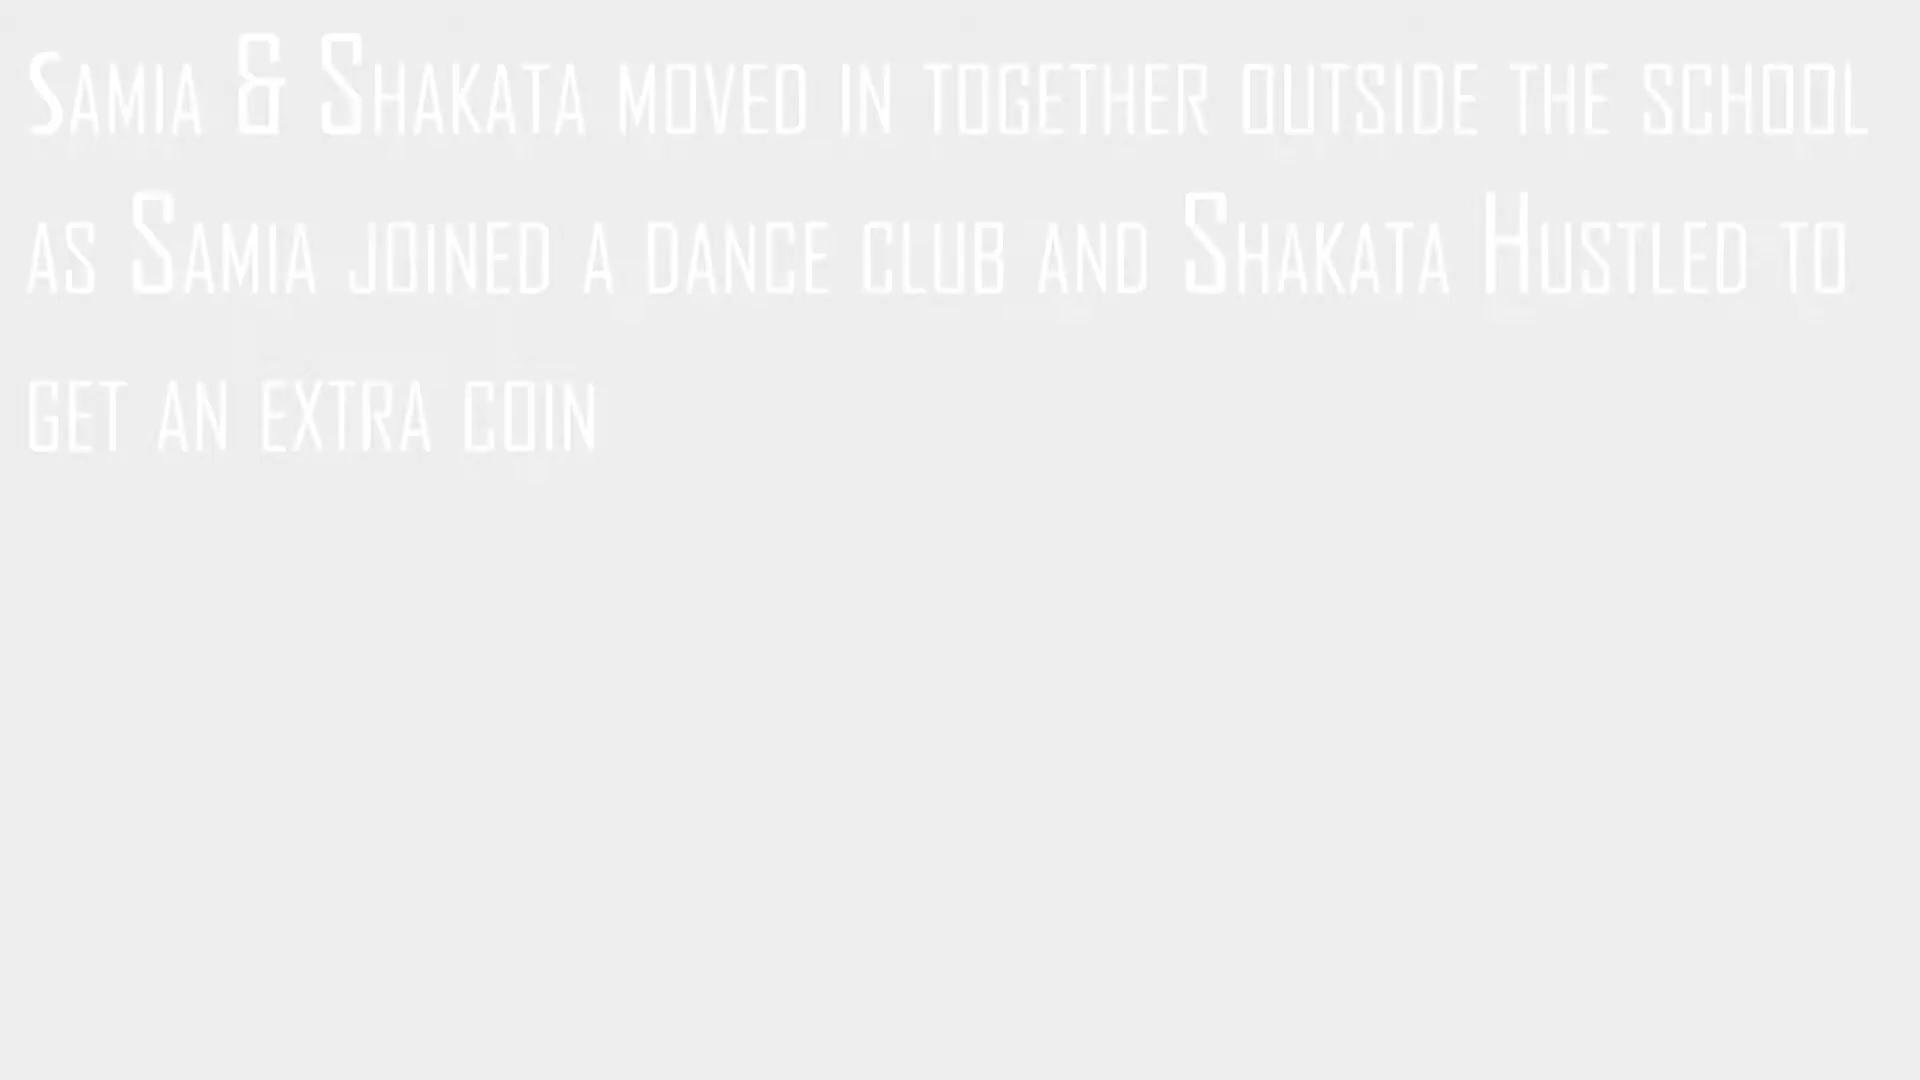 Samia & Shakata moved in together outside the school
as Samia joined a dance club and Shakata Hustled to
get an extra coin